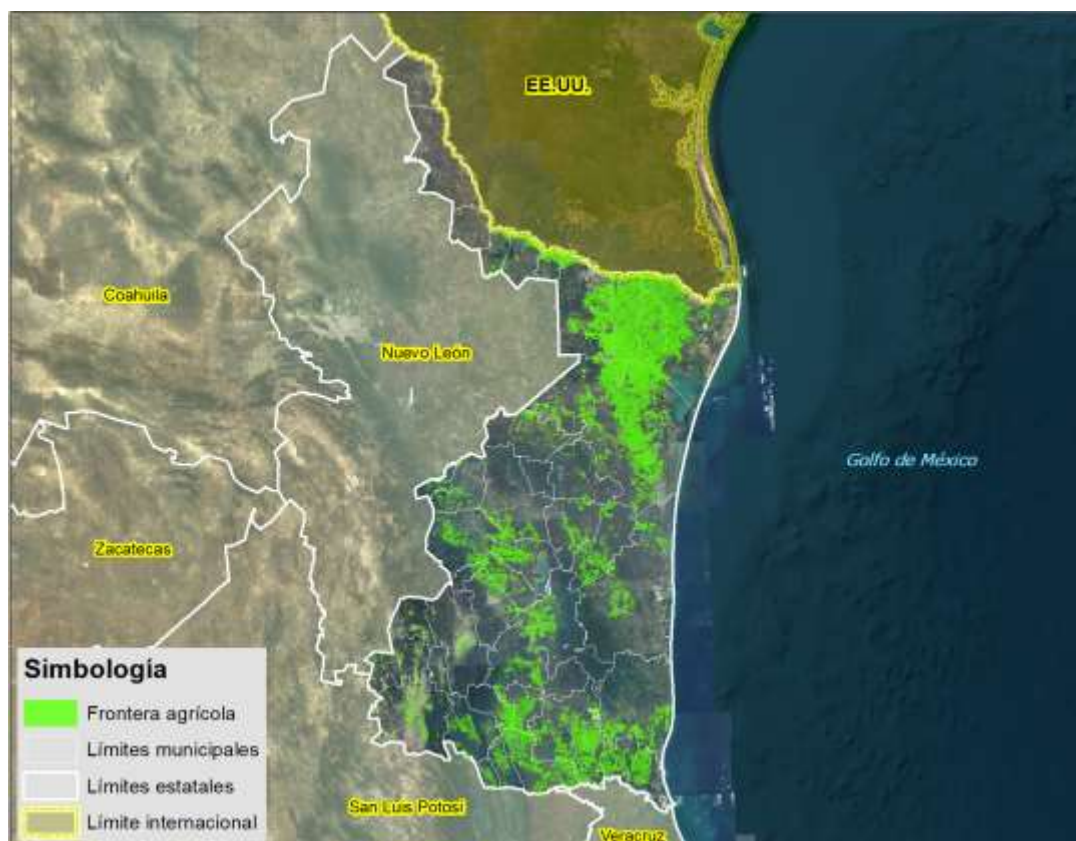 EE.UU.
Coahuila
Nuevo León
Golfo de México
Zacatecas
Simbología
Frontera agrícola
Límites municipales
Límites estatales
Límite internacional
San Luis Potosí
Veracruz